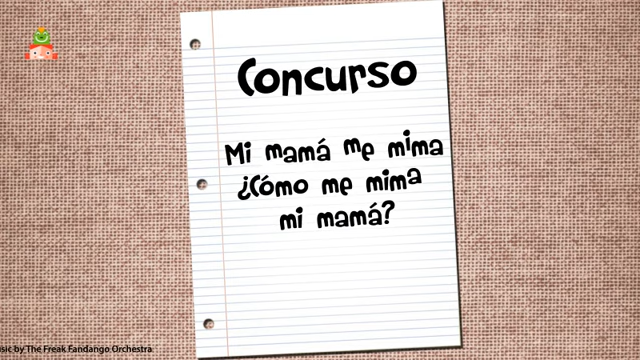 Concurso
Mi mamá me mima
¿Cómo me mima
mi mamá?
sic by The Freak Fandango Orchestra